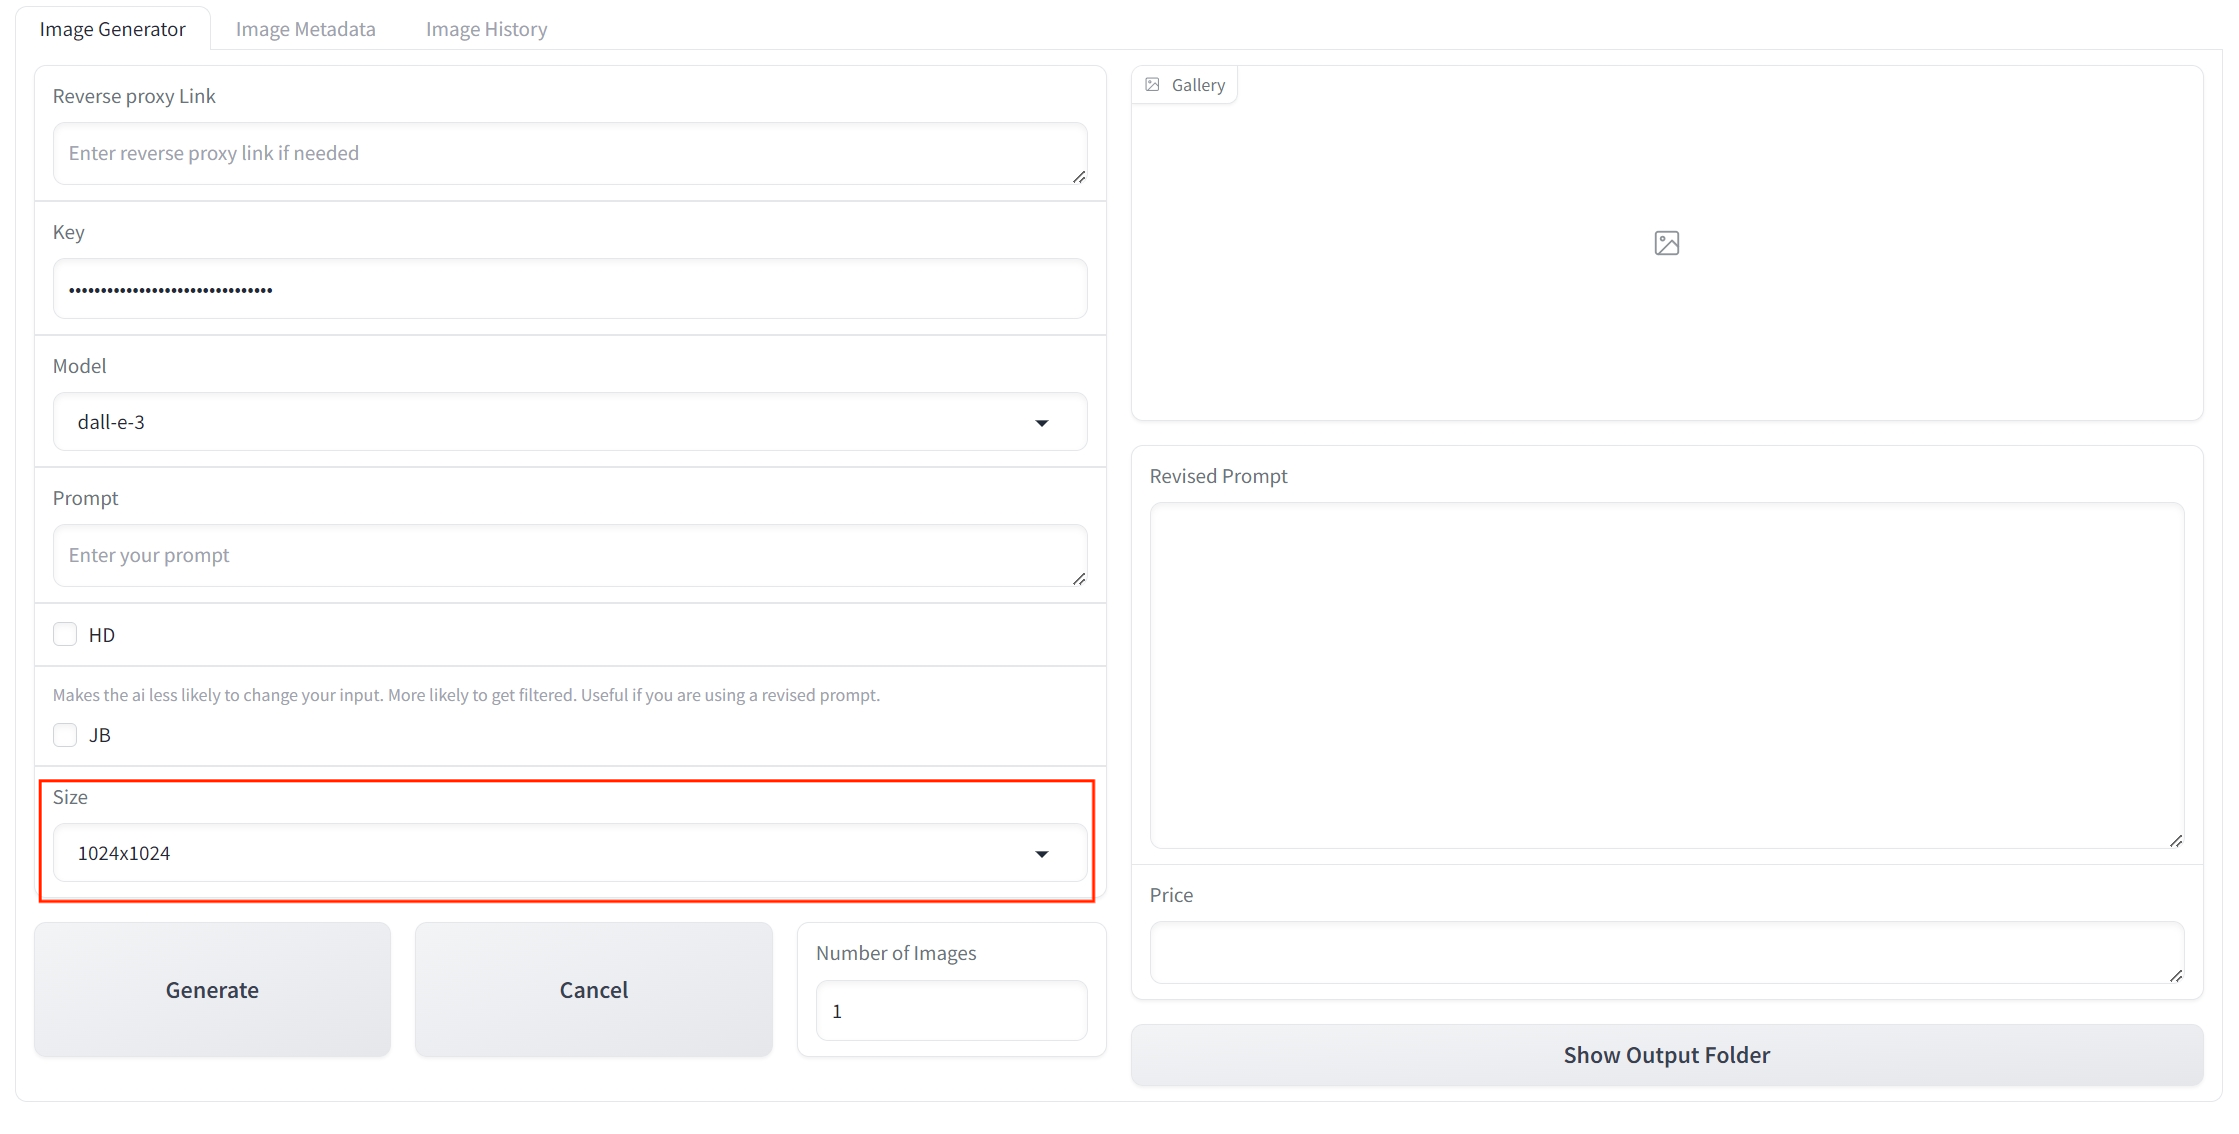 Image Generator
Image Metadata
Image History
Reverse proxy Link
Enter reverse proxy link if needed
Key
••••••••••••••••••••••••••••••••
Model
dall-e-3
Prompt
Enter your prompt
HD
Makes the ai less likely to change your input. More likely to get filtered. Useful if you are using a revised prompt.
JB
Size
1024x1024
Generate
Cancel
Number of Images
1
Gallery
Revised Prompt
Price
Show Output Folder